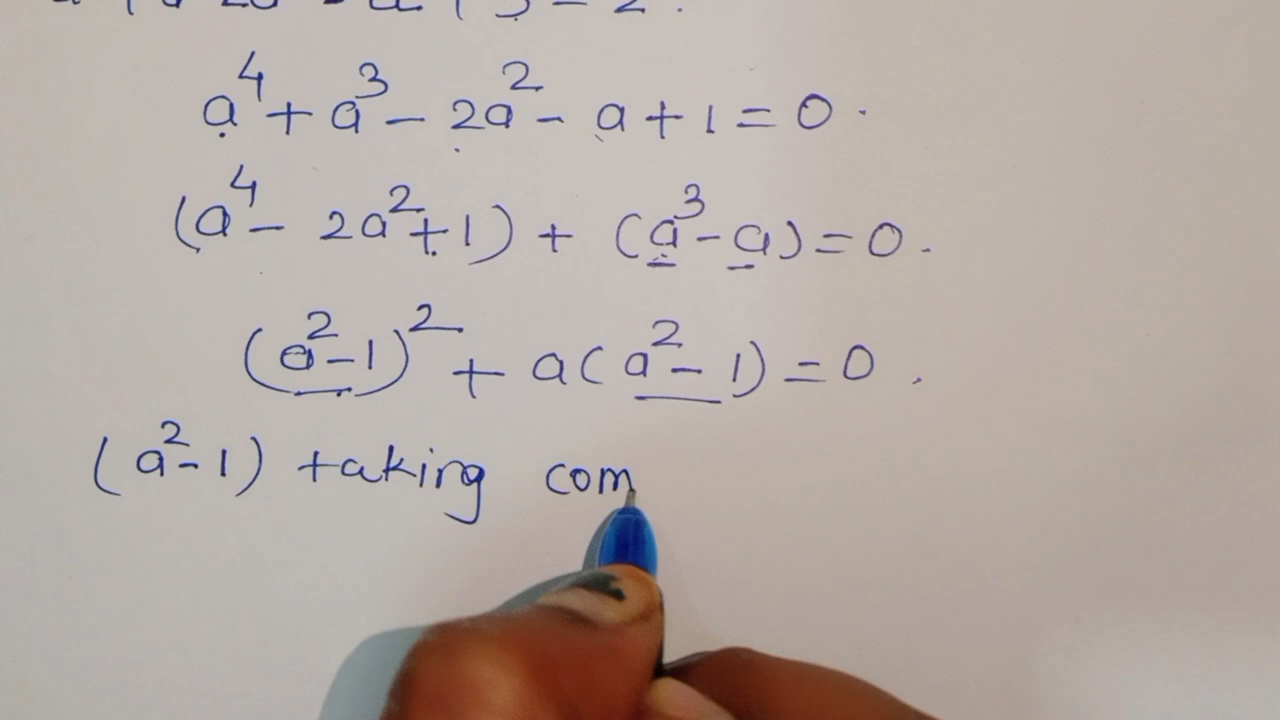 a⁴ + a³ - 2a² - a + 1 = 0.
(a⁴ - 2a² + 1) + (a³ - a) = 0.
(a² - 1)² + a(a² - 1) = 0.
(a² - 1) taking com